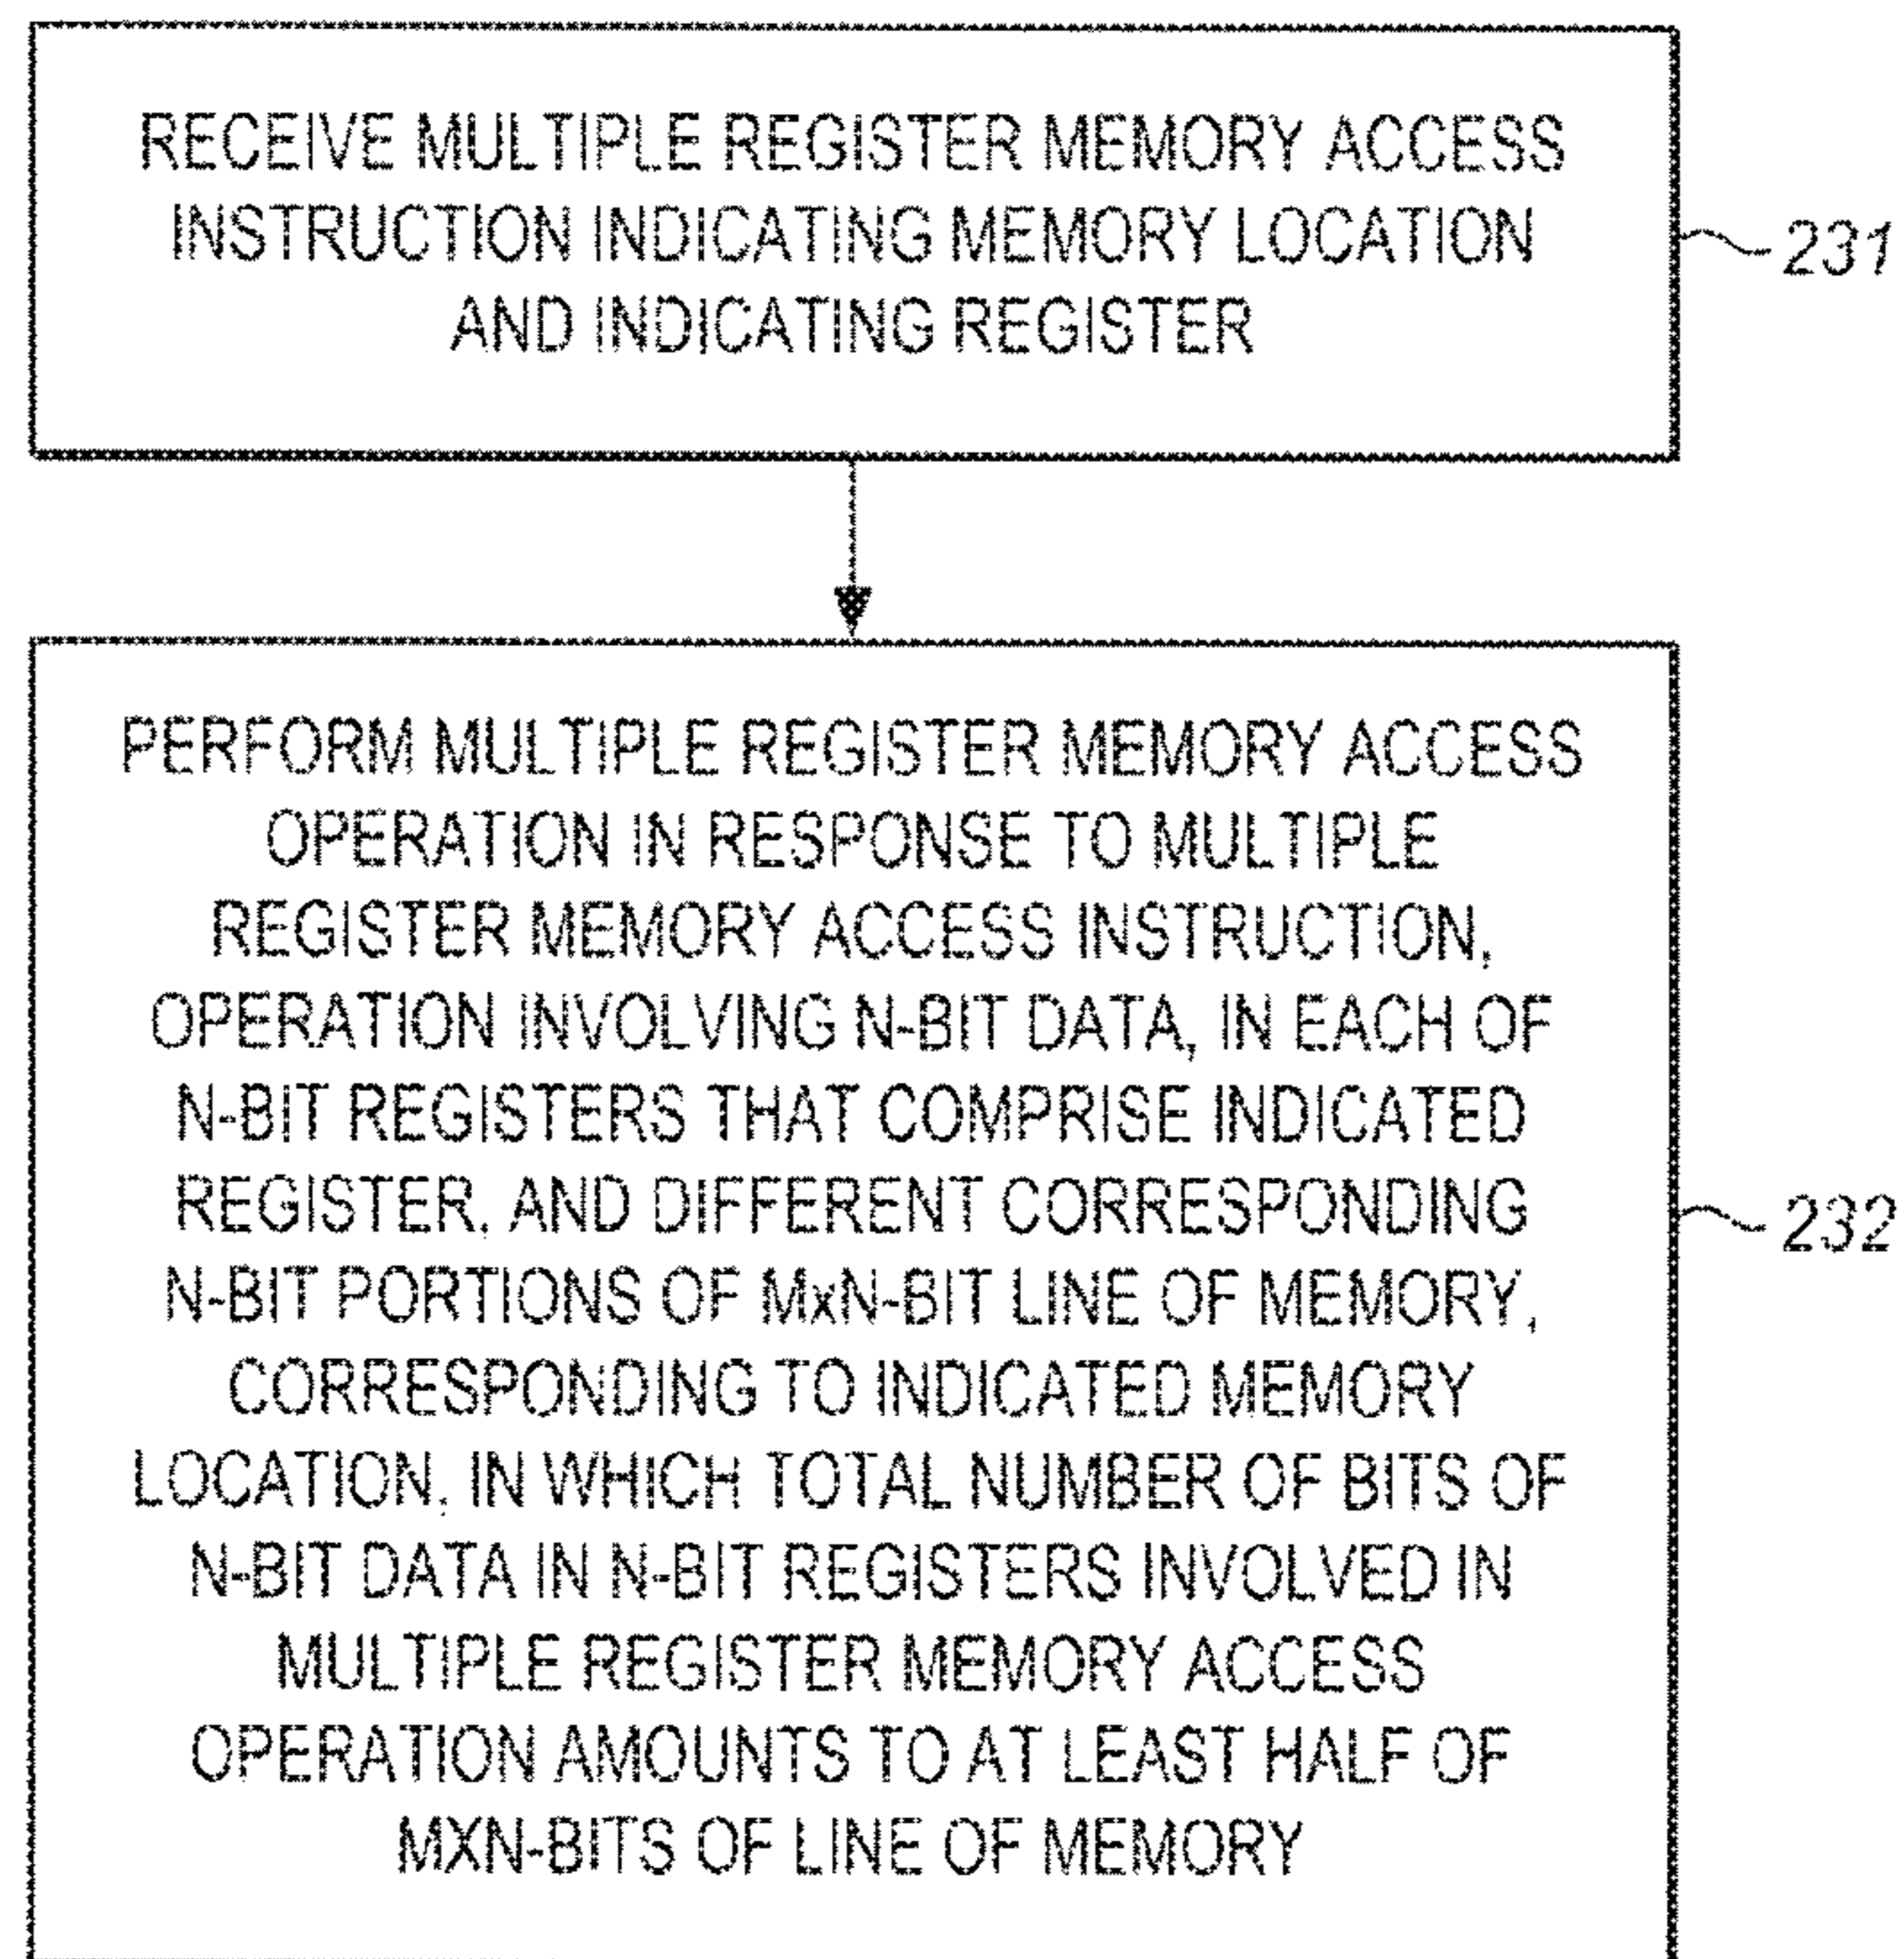 RECEIVE MULTIPLE REGISTER MEMORY ACCESS
INSTRUCTION INDICATING MEMORY LOCATION
AND INDICATING REGISTER
231
PERFORM MULTIPLE REGISTER MEMORY ACCESS
OPERATION IN RESPONSE TO MULTIPLE
REGISTER MEMORY ACCESS INSTRUCTION,
OPERATION INVOLVING N-BIT DATA, IN EACH OF
N-BIT REGISTERS THAT COMPRISE INDICATED
REGISTER, AND DIFFERENT CORRESPONDING
N-BIT PORTIONS OF MxN-BIT LINE OF MEMORY,
CORRESPONDING TO INDICATED MEMORY
LOCATION, IN WHICH TOTAL NUMBER OF BITS OF
N-BIT DATA IN N-BIT REGISTERS INVOLVED IN
MULTIPLE REGISTER MEMORY ACCESS
OPERATION AMOUNTS TO AT LEAST HALF OF
MXN-BITS OF LINE OF MEMORY
232